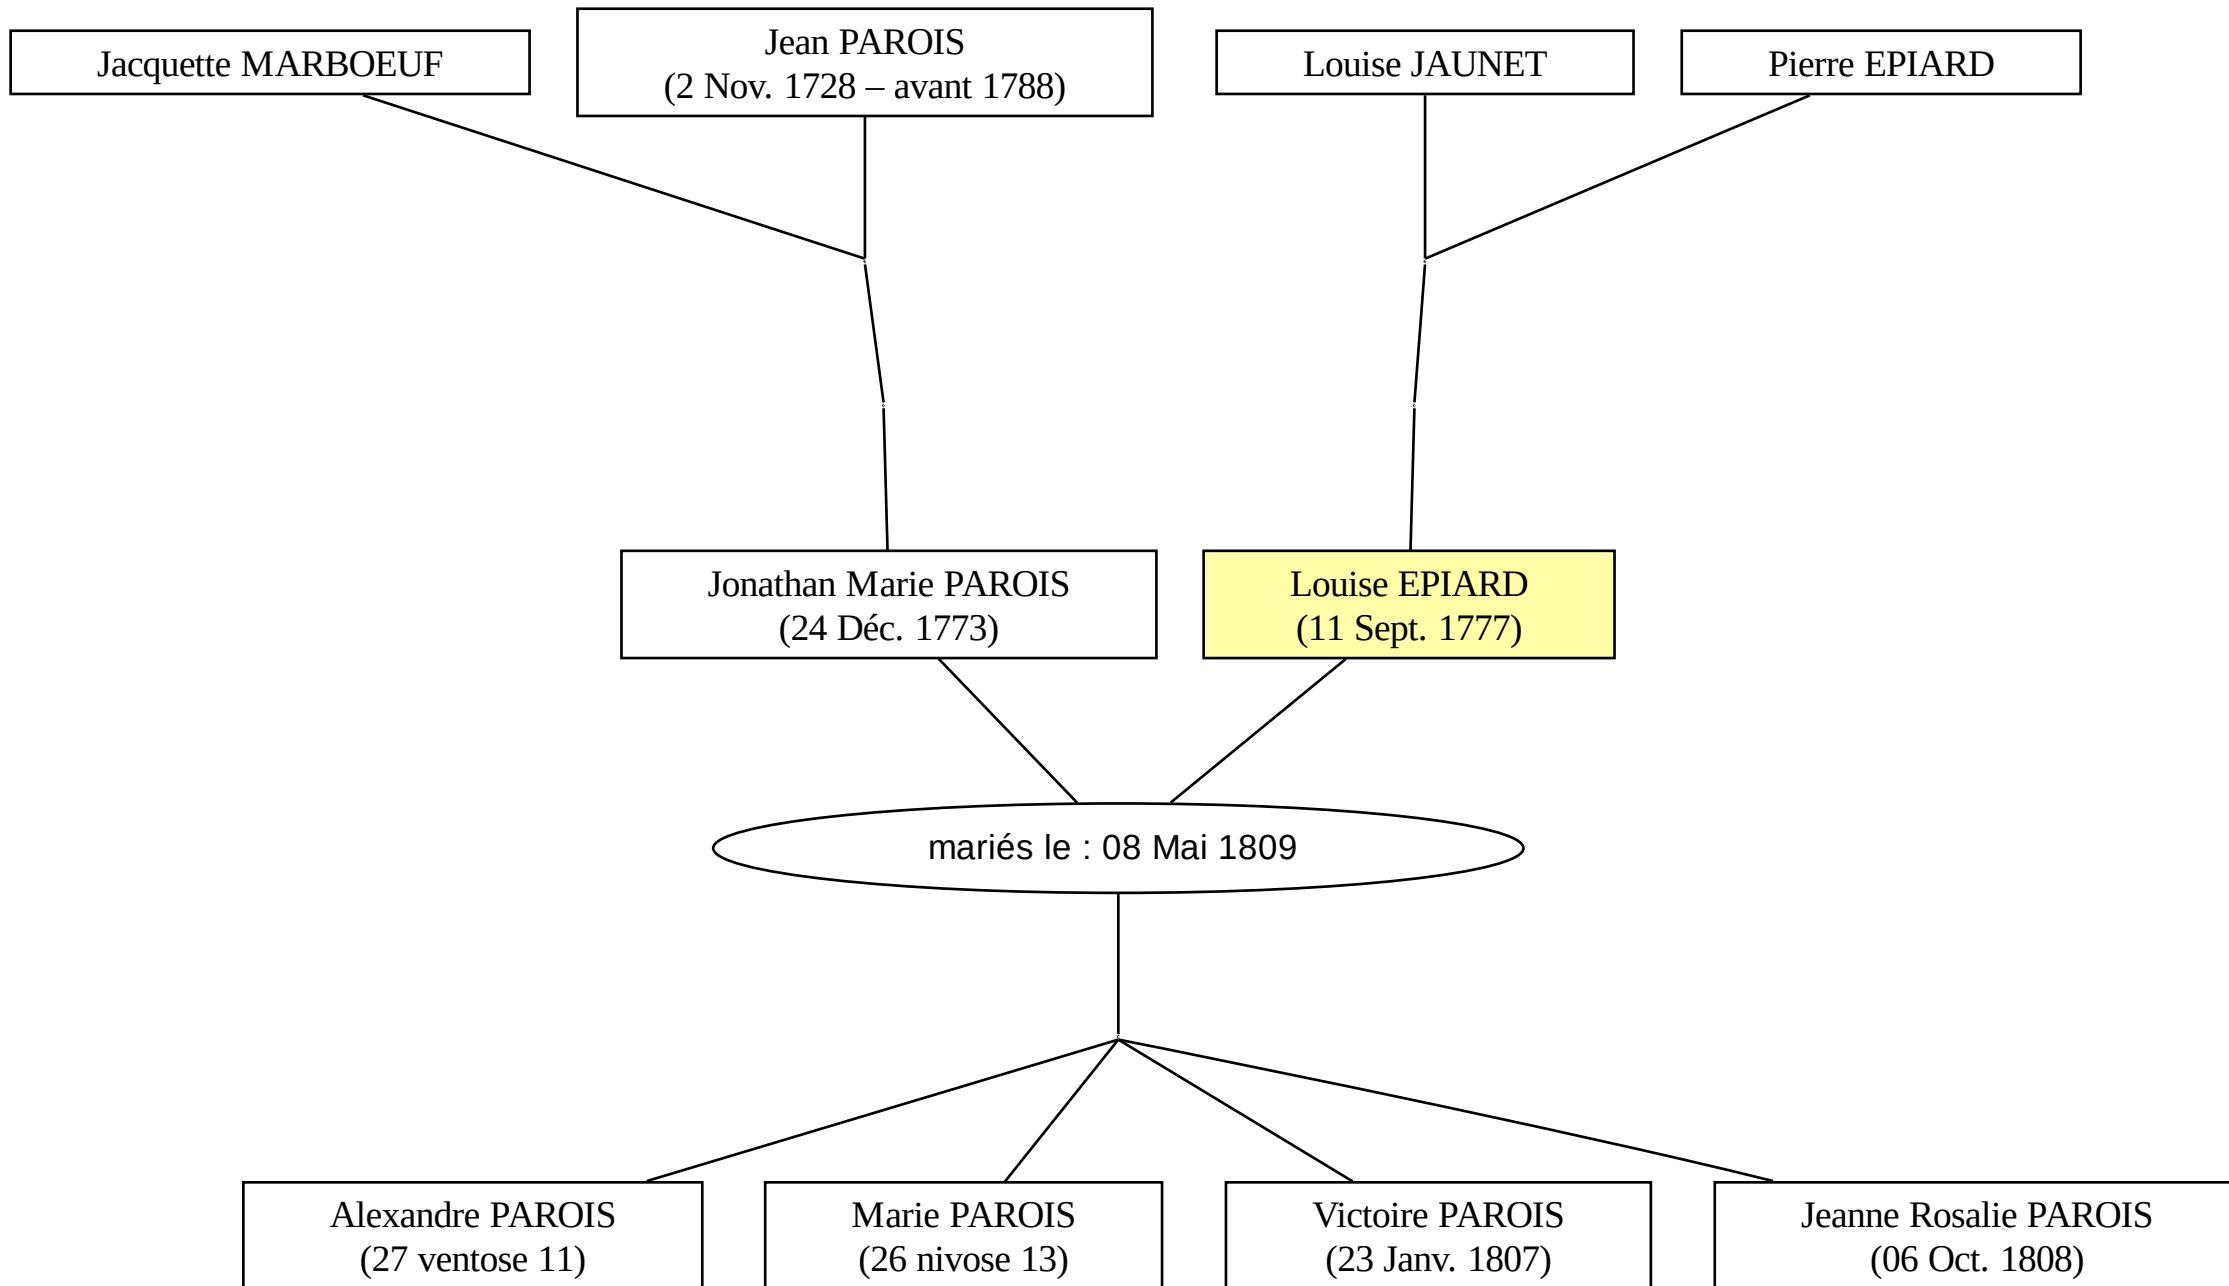 Jacquette MARBOEUF
Jean PAROIS
(2 Nov. 1728 – avant 1788)
Louise JAUNET
Pierre EPIARD
Jonathan Marie PAROIS
(24 Déc. 1773)
Louise EPIARD
(11 Sept. 1777)
mariés le : 08 Mai 1809
Alexandre PAROIS
(27 ventose 11)
Marie PAROIS
(26 nivose 13)
Victoire PAROIS
(23 Janv. 1807)
Jeanne Rosalie PAROIS
(06 Oct. 1808)